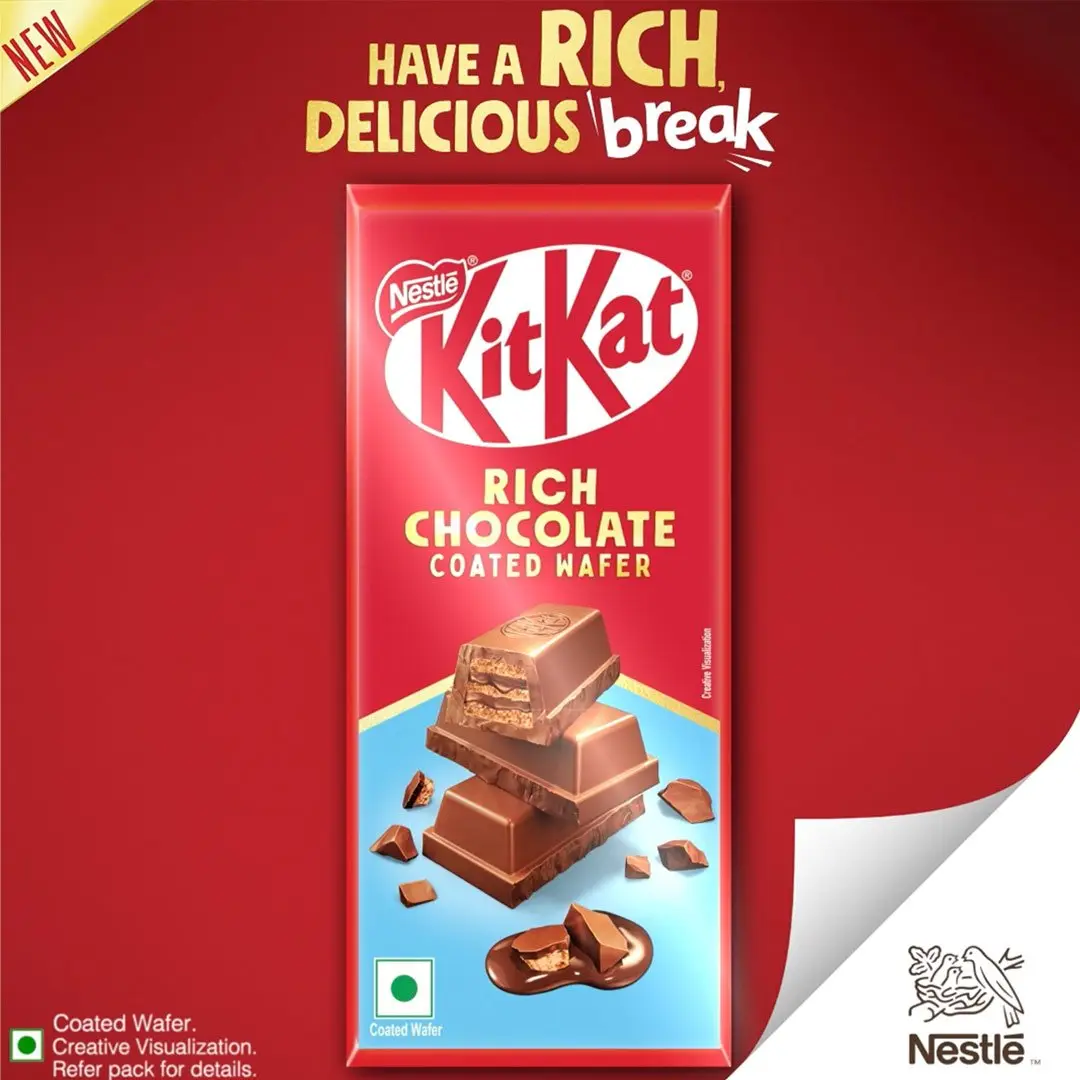 NEW
HAVE A RICH,
DELICIOUS break
Nestlé®
KitKat®
RICH
CHOCOLATE
COATED WAFER
Creative Visualization
Coated Wafer
Coated Wafer.
Creative Visualization.
Refer pack for details.
Nestlé™